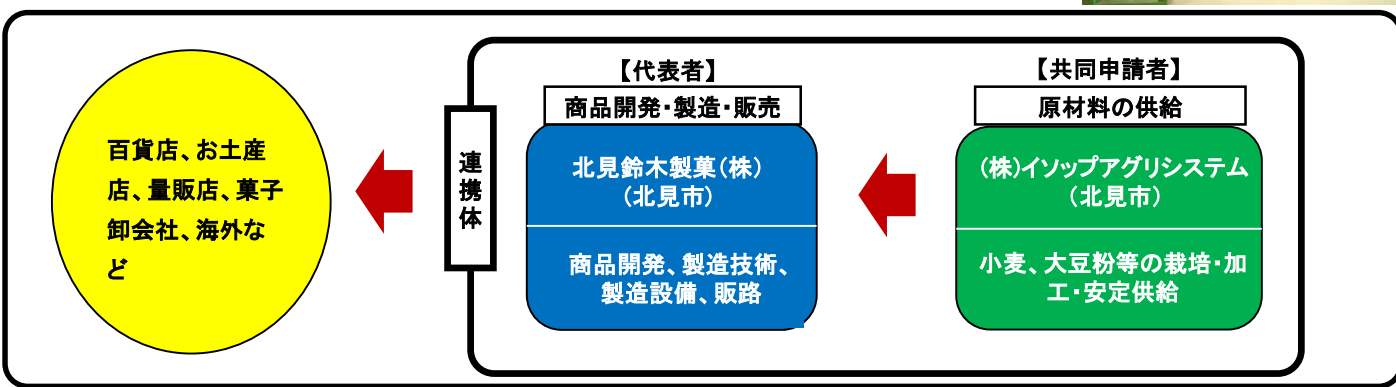 百貨店、お土産
店、量販店、菓子
卸会社、海外な
ど
連
携
体
【代表者】
商品開発・製造・販売
北見鈴木製菓(株)
(北見市)
商品開発、製造技術、
製造設備、販路
【共同申請者】
原材料の供給
(株)イソップアグリシステム
(北見市)
小麦、大豆粉等の栽培・加
工・安定供給